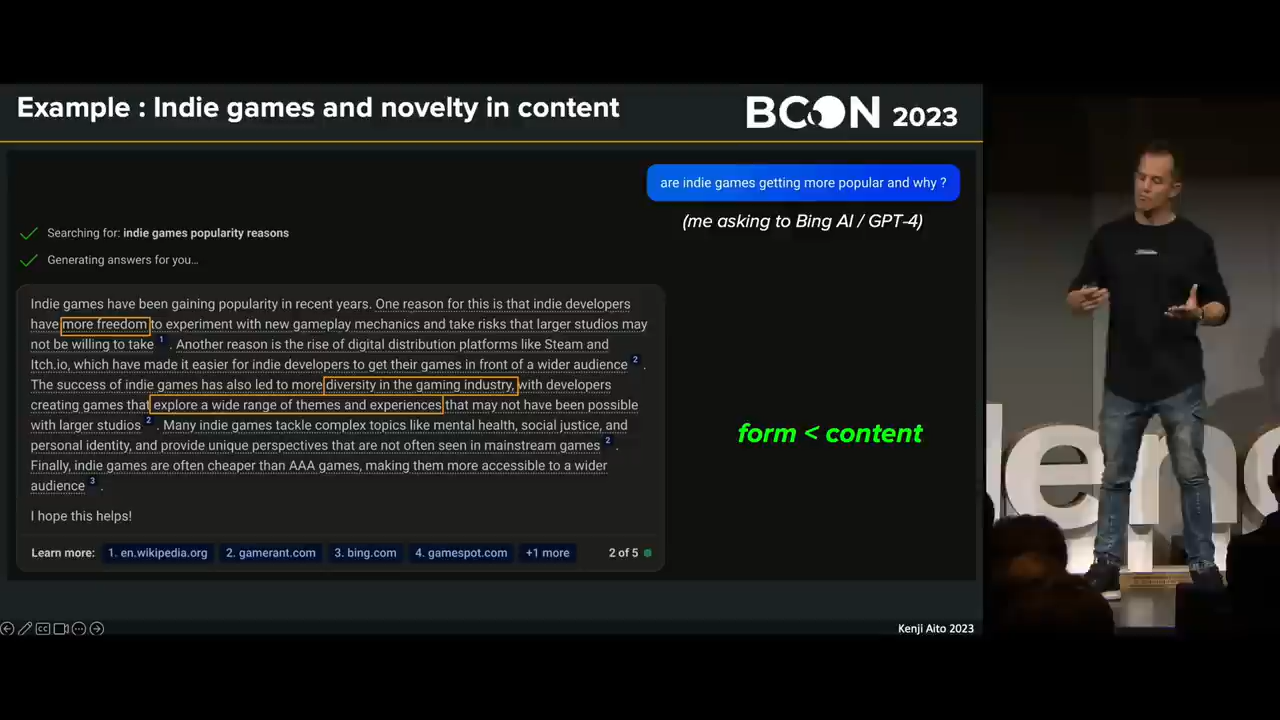 Example : Indie games and novelty in content
BCON 2023
are indie games getting more popular and why ?
(me asking to Bing AI / GPT-4)
Searching for: indie games popularity reasons
Generating answers for you...
Indie games have been gaining popularity in recent years. One reason for this is that indie developers
have more freedom to experiment with new gameplay mechanics and take risks that larger studios may
not be willing to take 1 . Another reason is the rise of digital distribution platforms like Steam and
Itch.io, which have made it easier for indie developers to get their games in front of a wider audience 2 .
The success of indie games has also led to more diversity in the gaming industry, with developers
creating games that explore a wide range of themes and experiences that may not have been possible
with larger studios 2 . Many indie games tackle complex topics like mental health, social justice, and
personal identity, and provide unique perspectives that are not often seen in mainstream games 2 .
Finally, indie games are often cheaper than AAA games, making them more accessible to a wider
audience 3 .
I hope this helps!
Learn more: 1. en.wikipedia.org 2. gamerant.com 3. bing.com 4. gamespot.com +1 more 2 of 5
form < content
Kenji Aito 2023